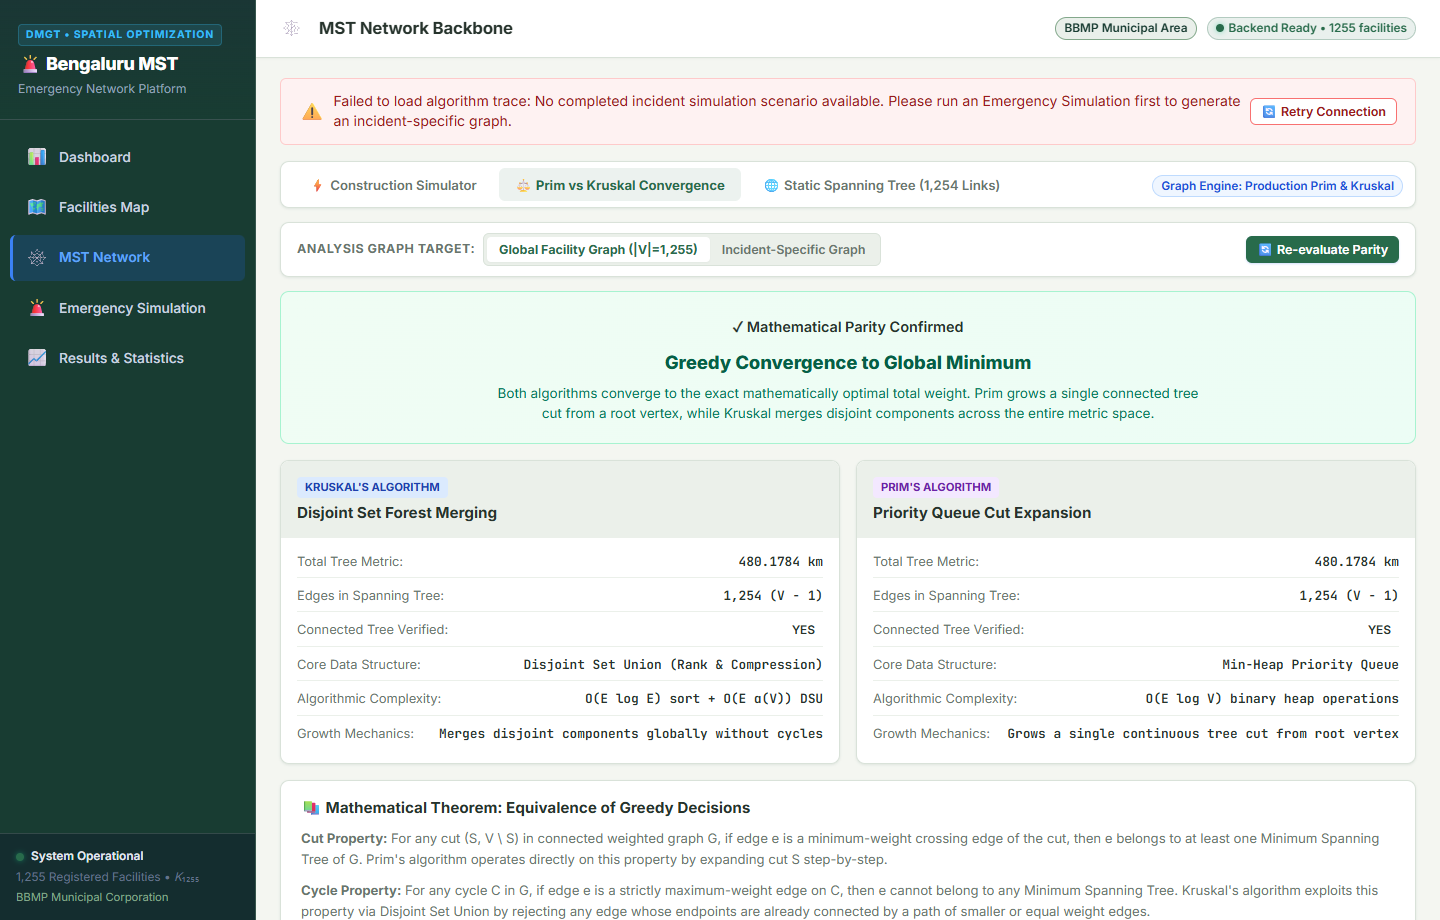 DMGT • SPATIAL OPTIMIZATION
Bengaluru MST
Emergency Network Platform
Dashboard
Facilities Map
MST Network
Emergency Simulation
Results & Statistics
System Operational
1,255 Registered Facilities • K₁₂₅₅
BBMP Municipal Corporation
MST Network Backbone
BBMP Municipal Area
Backend Ready • 1255 facilities
Failed to load algorithm trace: No completed incident simulation scenario available. Please run an Emergency Simulation first to generate
an incident-specific graph.
Retry Connection
Construction Simulator
Prim vs Kruskal Convergence
Static Spanning Tree (1,254 Links)
Graph Engine: Production Prim & Kruskal
ANALYSIS GRAPH TARGET:
Global Facility Graph (|V|=1,255)
Incident-Specific Graph
Re-evaluate Parity
✓ Mathematical Parity Confirmed
Greedy Convergence to Global Minimum
Both algorithms converge to the exact mathematically optimal total weight. Prim grows a single connected tree
cut from a root vertex, while Kruskal merges disjoint components across the entire metric space.
KRUSKAL'S ALGORITHM
Disjoint Set Forest Merging
Total Tree Metric: 480.1784 km
Edges in Spanning Tree: 1,254 (V - 1)
Connected Tree Verified: YES
Core Data Structure: Disjoint Set Union (Rank & Compression)
Algorithmic Complexity: O(E log E) sort + O(E α(V)) DSU
Growth Mechanics: Merges disjoint components globally without cycles
PRIM'S ALGORITHM
Priority Queue Cut Expansion
Total Tree Metric: 480.1784 km
Edges in Spanning Tree: 1,254 (V - 1)
Connected Tree Verified: YES
Core Data Structure: Min-Heap Priority Queue
Algorithmic Complexity: O(E log V) binary heap operations
Growth Mechanics: Grows a single continuous tree cut from root vertex
Mathematical Theorem: Equivalence of Greedy Decisions
Cut Property: For any cut (S, V \ S) in connected weighted graph G, if edge e is a minimum-weight crossing edge of the cut, then e belongs to at least one Minimum Spanning
Tree of G. Prim's algorithm operates directly on this property by expanding cut S step-by-step.
Cycle Property: For any cycle C in G, if edge e is a strictly maximum-weight edge on C, then e cannot belong to any Minimum Spanning Tree. Kruskal's algorithm exploits this
property via Disjoint Set Union by rejecting any edge whose endpoints are already connected by a path of smaller or equal weight edges.